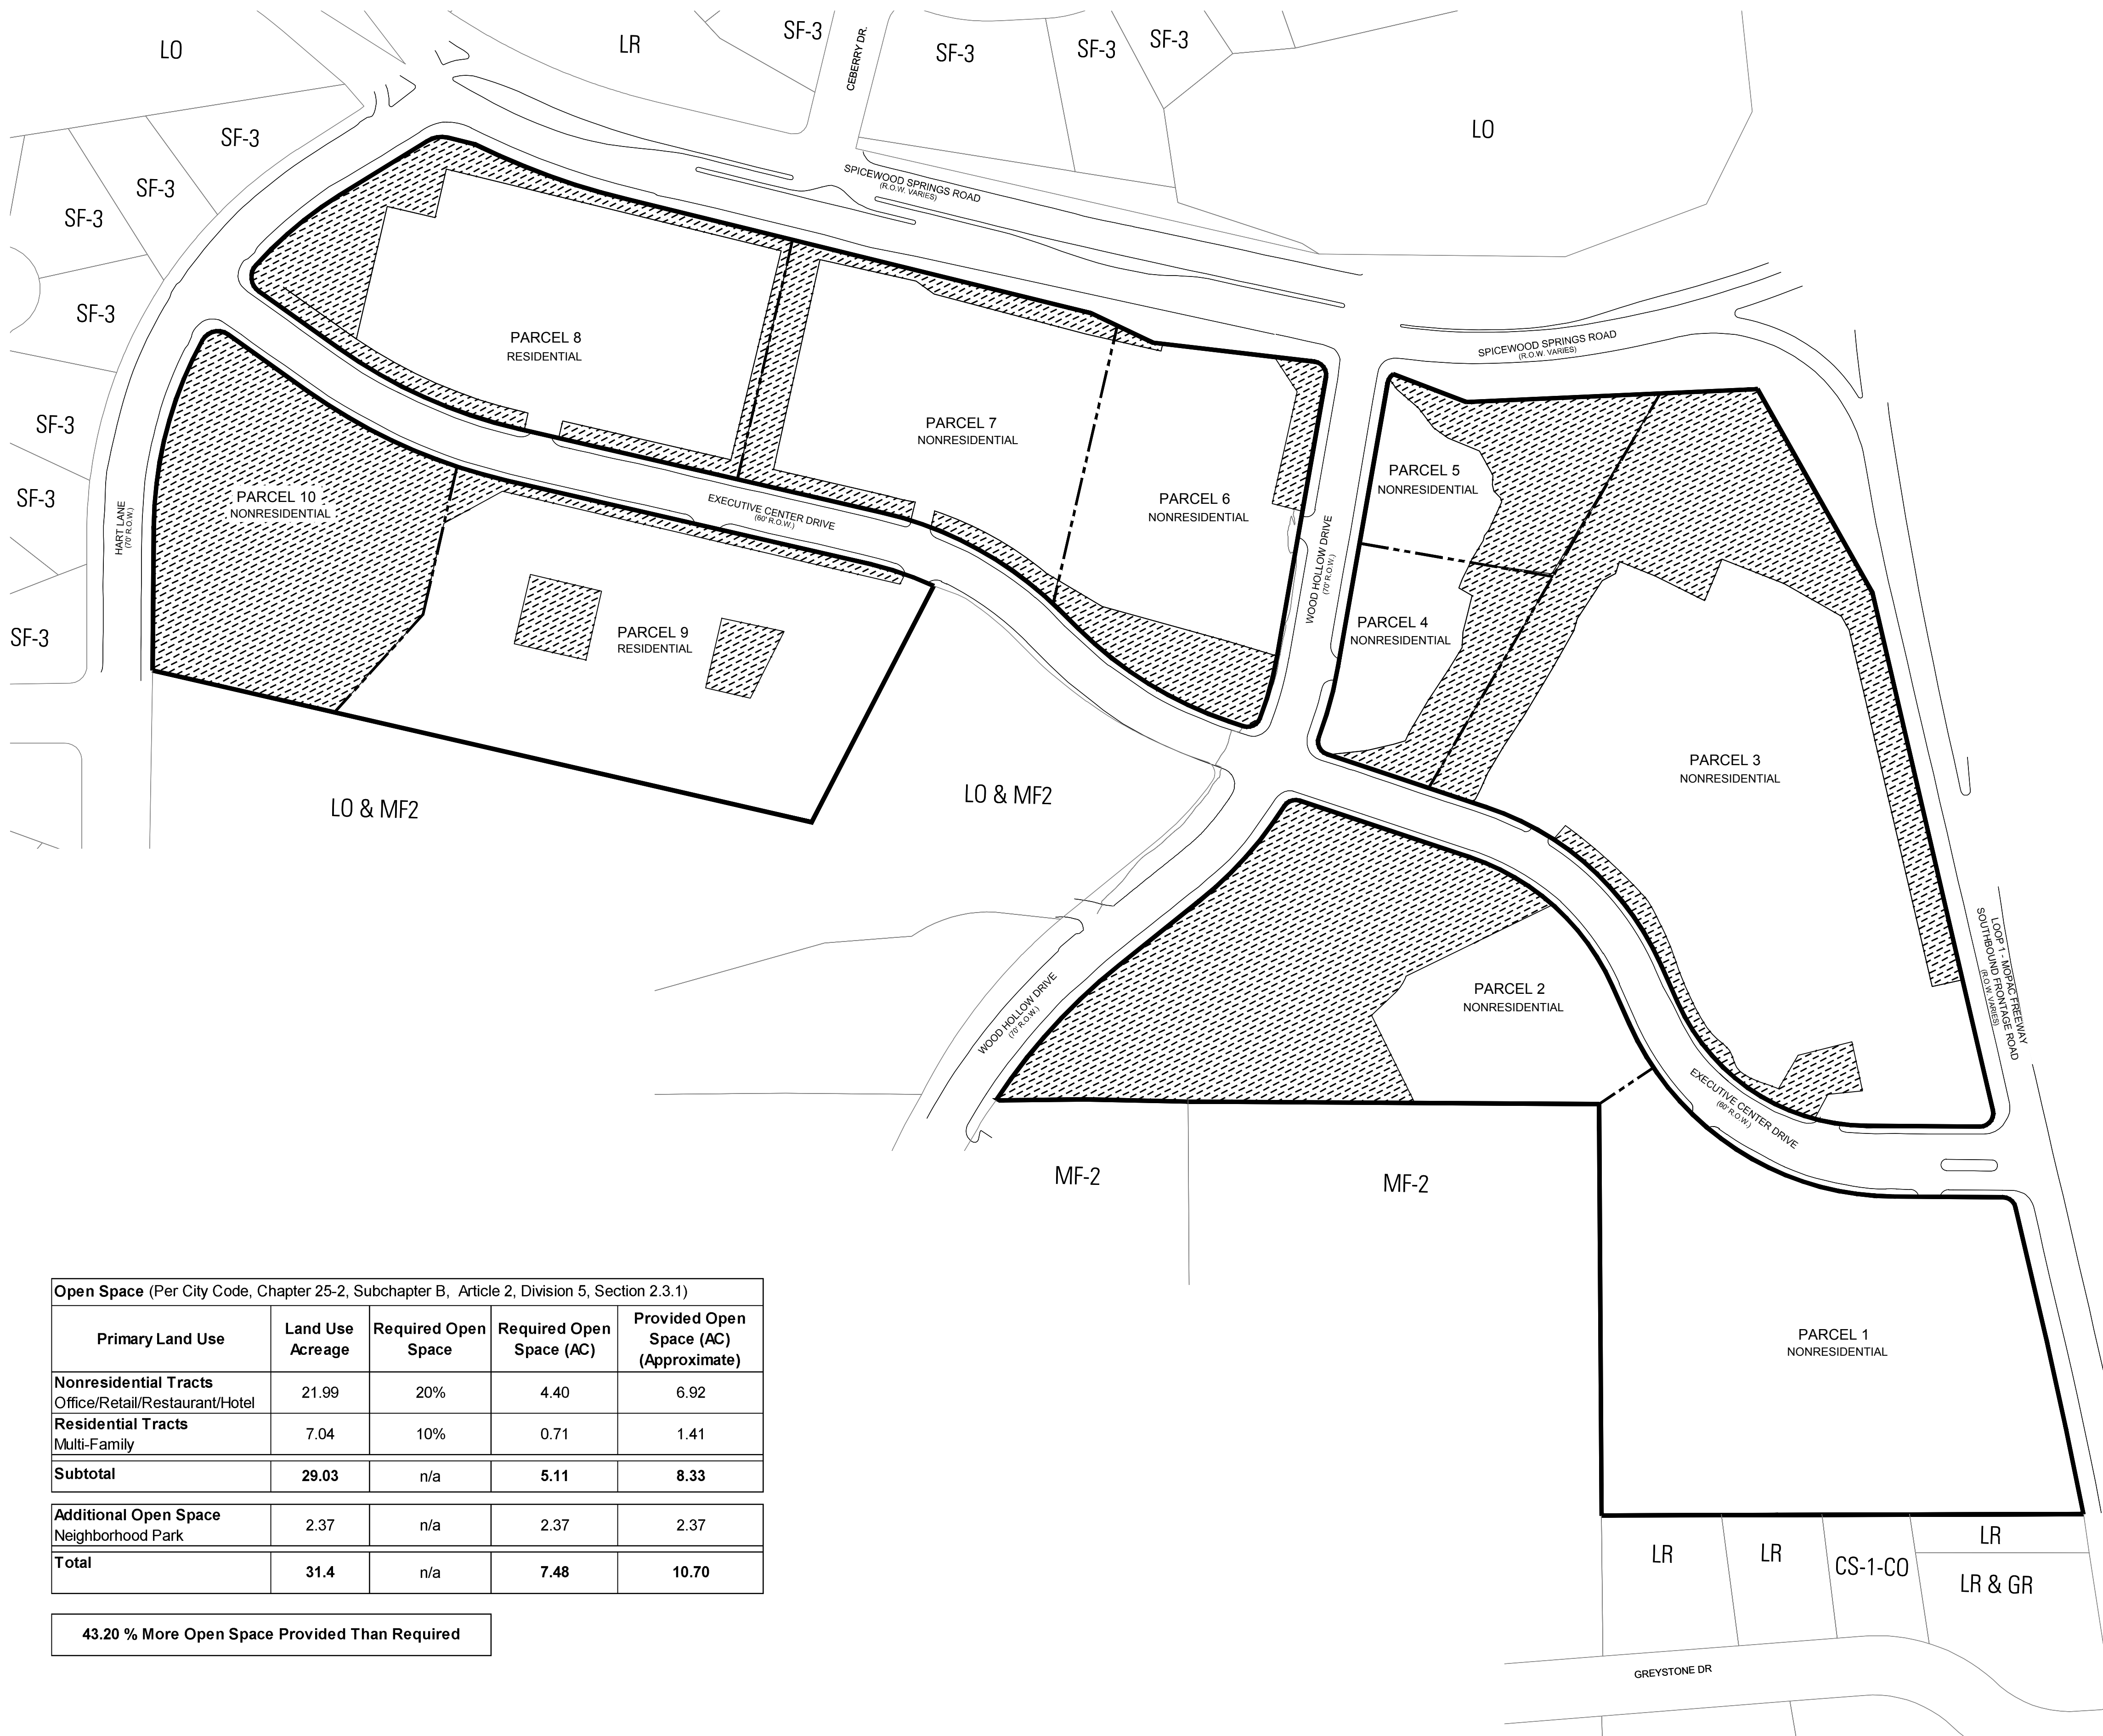 LO
LR
SF-3
CEBERRY DR.
SF-3
SF-3
SF-3
LO
SF-3
SF-3
SF-3
SF-3
SF-3
SF-3
SF-3
SPICEWOOD SPRINGS ROAD
(R.O.W. VARIES)
SPICEWOOD SPRINGS ROAD
(R.O.W. VARIES)
PARCEL 8
RESIDENTIAL
PARCEL 7
NONRESIDENTIAL
PARCEL 6
NONRESIDENTIAL
PARCEL 5
NONRESIDENTIAL
PARCEL 4
NONRESIDENTIAL
PARCEL 10
NONRESIDENTIAL
HART LANE
(70' R.O.W.)
EXECUTIVE CENTER DRIVE
(60' R.O.W.)
WOOD HOLLOW DRIVE
(70' R.O.W.)
PARCEL 9
RESIDENTIAL
PARCEL 3
NONRESIDENTIAL
LO & MF2
LO & MF2
PARCEL 2
NONRESIDENTIAL
WOOD HOLLOW DRIVE
(70' R.O.W.)
LOOP 1 - MOPAC FREEWAY
SOUTHBOUND FRONTAGE ROAD
(R.O.W. VARIES)
EXECUTIVE CENTER DRIVE
(60' R.O.W.)
MF-2
MF-2
PARCEL 1
NONRESIDENTIAL
LR
LR
CS-1-CO
LR
LR & GR
GREYSTONE DR
Open Space (Per City Code, Chapter 25-2, Subchapter B, Article 2, Division 5, Section 2.3.1)
Primary Land Use
Land Use
Acreage
Required Open
Space
Required Open
Space (AC)
Provided Open
Space (AC)
(Approximate)
Nonresidential Tracts
Office/Retail/Restaurant/Hotel
21.99 20% 4.40 6.92
Residential Tracts
Multi-Family
7.04 10% 0.71 1.41
Subtotal 29.03 n/a 5.11 8.33
Additional Open Space
Neighborhood Park
2.37 n/a 2.37 2.37
Total 31.4 n/a 7.48 10.70
43.20 % More Open Space Provided Than Required